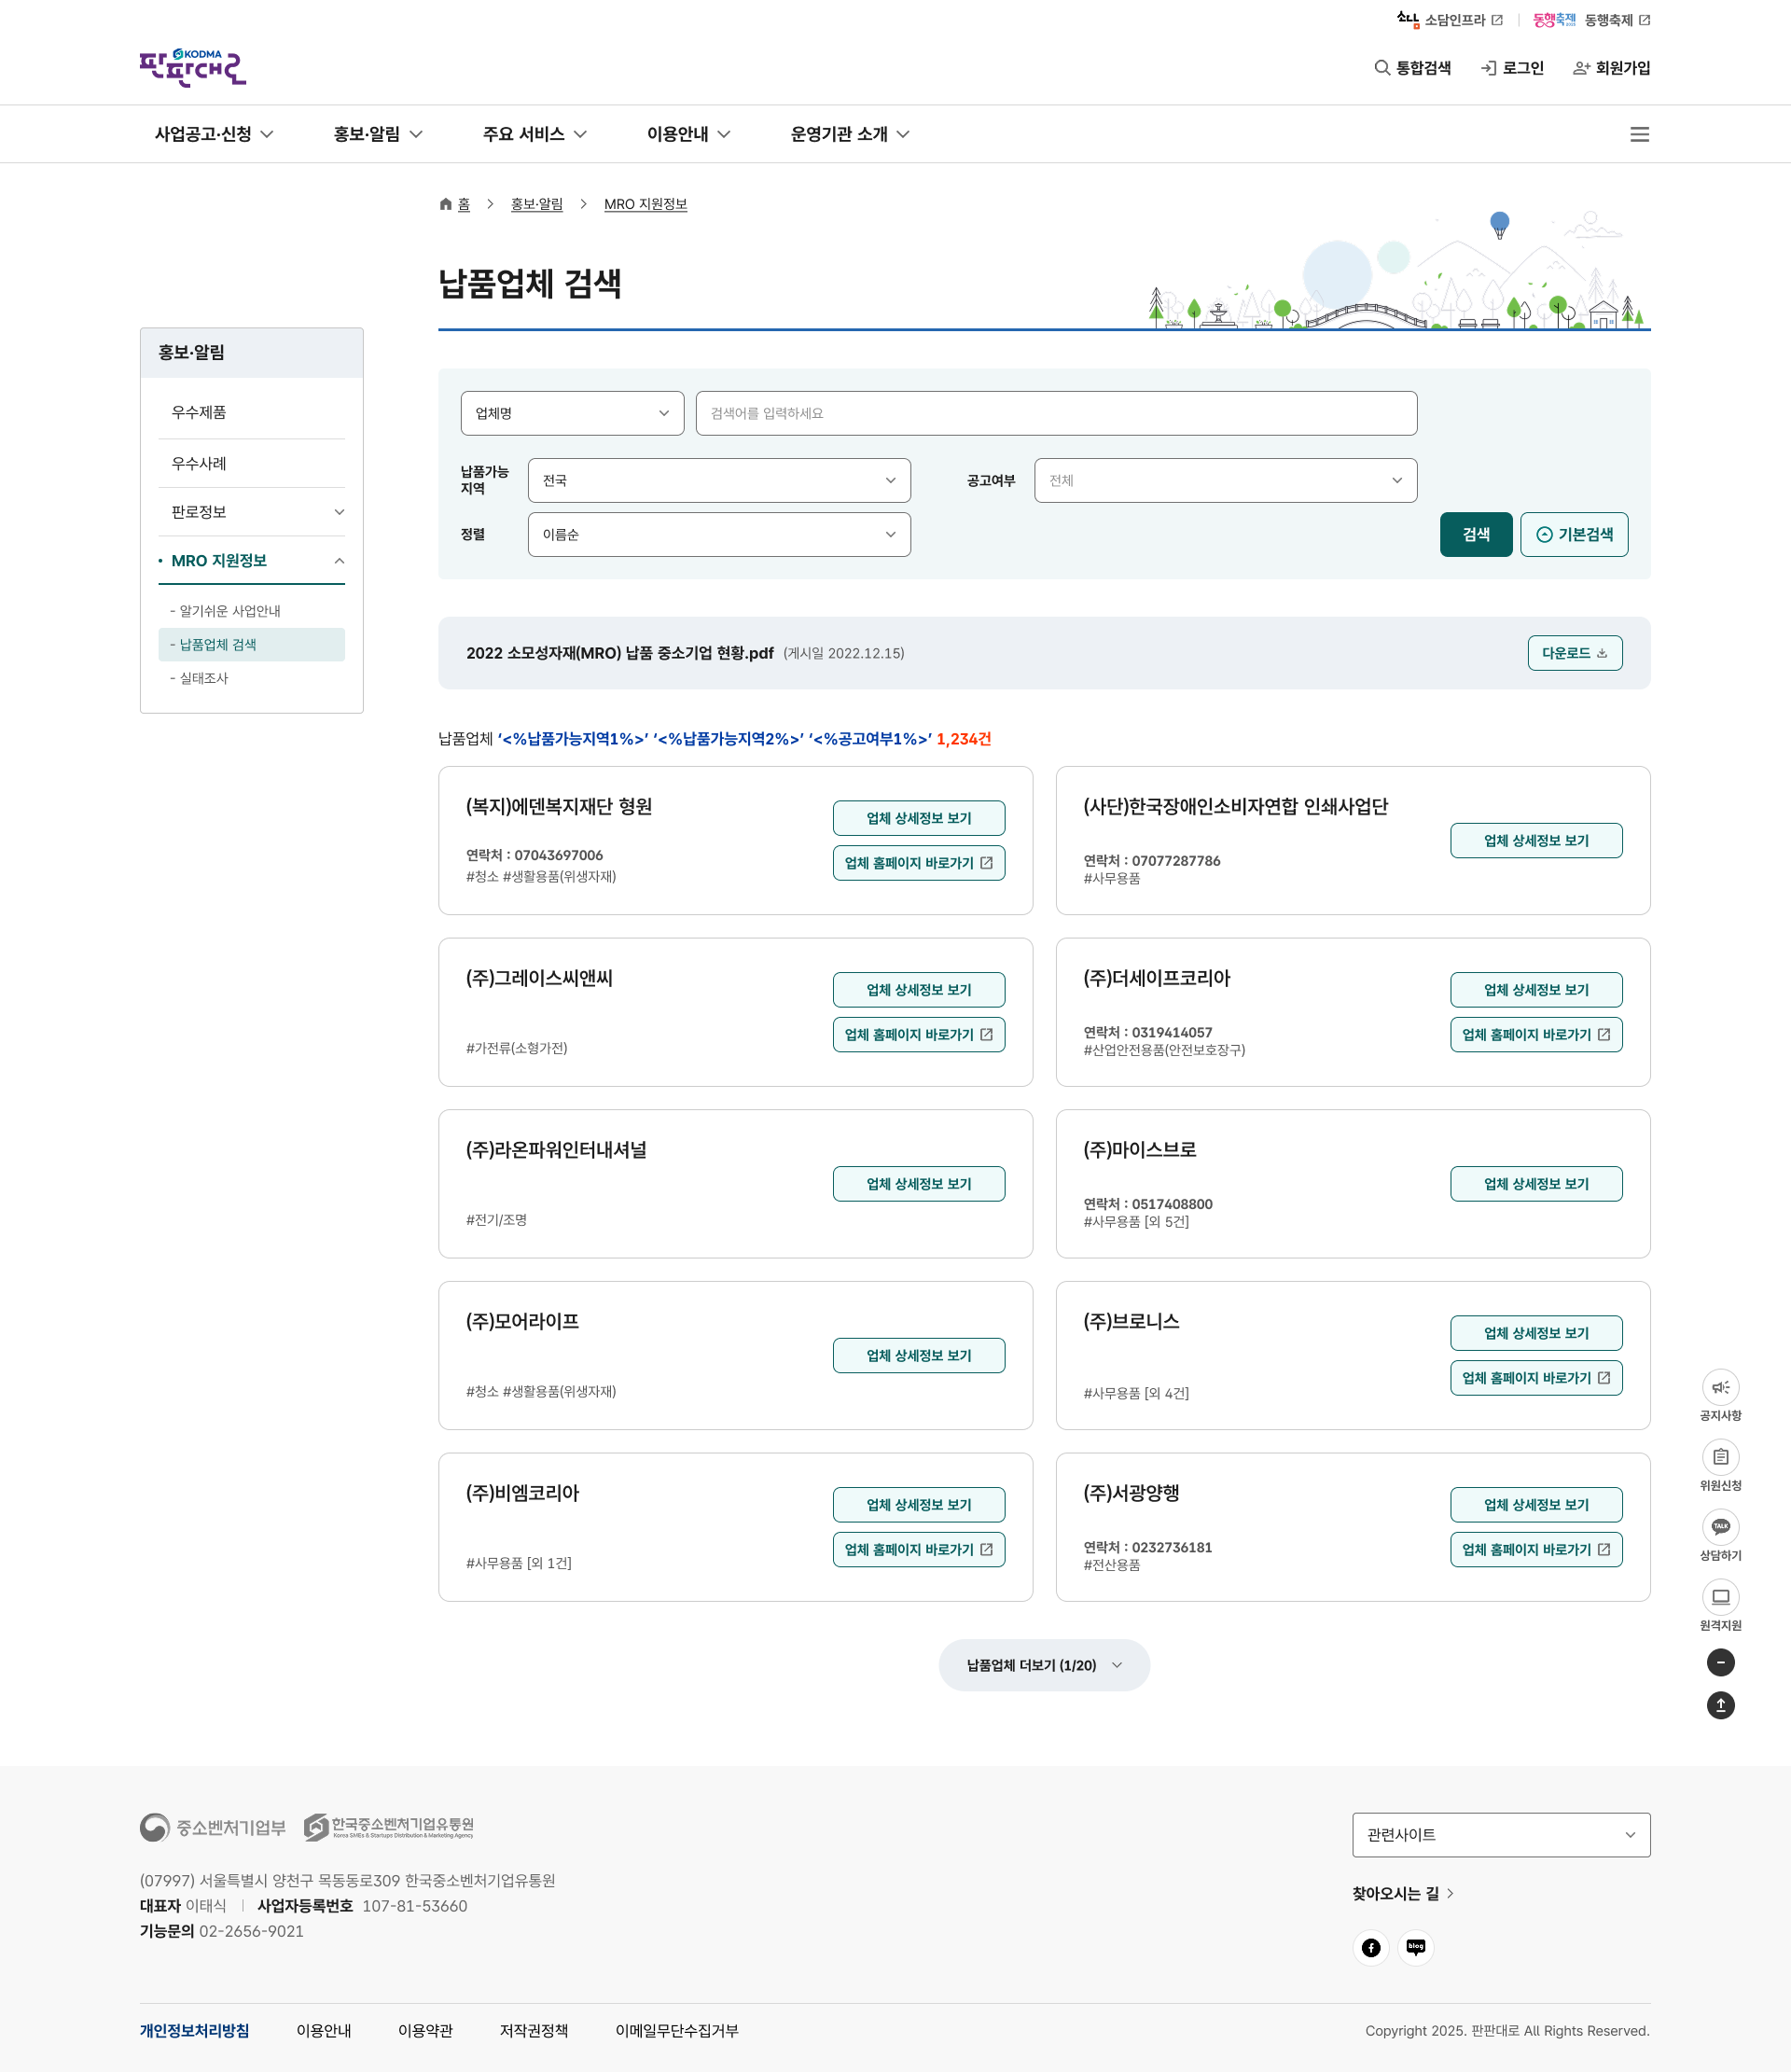 소담 소담인프라
동행축제 동행축제
KODMA
판판대로
통합검색
로그인
회원가입
사업공고·신청
홍보·알림
주요 서비스
이용안내
운영기관 소개
홈 > 홍보·알림 > MRO 지원정보
납품업체 검색
홍보·알림
우수제품
우수사례
판로정보
MRO 지원정보
- 알기쉬운 사업안내
- 납품업체 검색
- 실태조사
업체명
검색어를 입력하세요
납품가능
지역
전국
공고여부
전체
정렬
이름순
검색
기본검색
2022 소모성자재(MRO) 납품 중소기업 현황.pdf (게시일 2022.12.15)
다운로드
납품업체 ‘<%납품가능지역1%>’ ‘<%납품가능지역2%>’ ‘<%공고여부1%>’ 1,234건
(복지)에덴복지재단 형원
연락처 : 07043697006
#청소 #생활용품(위생자재)
업체 상세정보 보기
업체 홈페이지 바로가기
(사단)한국장애인소비자연합 인쇄사업단
연락처 : 07077287786
#사무용품
업체 상세정보 보기
(주)그레이스씨앤씨
#가전류(소형가전)
업체 상세정보 보기
업체 홈페이지 바로가기
(주)더세이프코리아
연락처 : 0319414057
#산업안전용품(안전보호장구)
업체 상세정보 보기
업체 홈페이지 바로가기
(주)라온파워인터내셔널
#전기/조명
업체 상세정보 보기
(주)마이스브로
연락처 : 0517408800
#사무용품 [외 5건]
업체 상세정보 보기
(주)모어라이프
#청소 #생활용품(위생자재)
업체 상세정보 보기
(주)브로니스
#사무용품 [외 4건]
업체 상세정보 보기
업체 홈페이지 바로가기
(주)비엠코리아
#사무용품 [외 1건]
업체 상세정보 보기
업체 홈페이지 바로가기
(주)서광양행
연락처 : 0232736181
#전산용품
업체 상세정보 보기
업체 홈페이지 바로가기
납품업체 더보기 (1/20)
공지사항
위원신청
TALK
상담하기
원격지원
중소벤처기업부
한국중소벤처기업유통원
Korea SMEs & Startups Distribution & Marketing Agency
(07997) 서울특별시 양천구 목동동로309 한국중소벤처기업유통원
대표자 이태식 | 사업자등록번호 107-81-53660
기능문의 02-2656-9021
관련사이트
찾아오시는 길
blog
개인정보처리방침
이용안내
이용약관
저작권정책
이메일무단수집거부
Copyright 2025. 판판대로 All Rights Reserved.